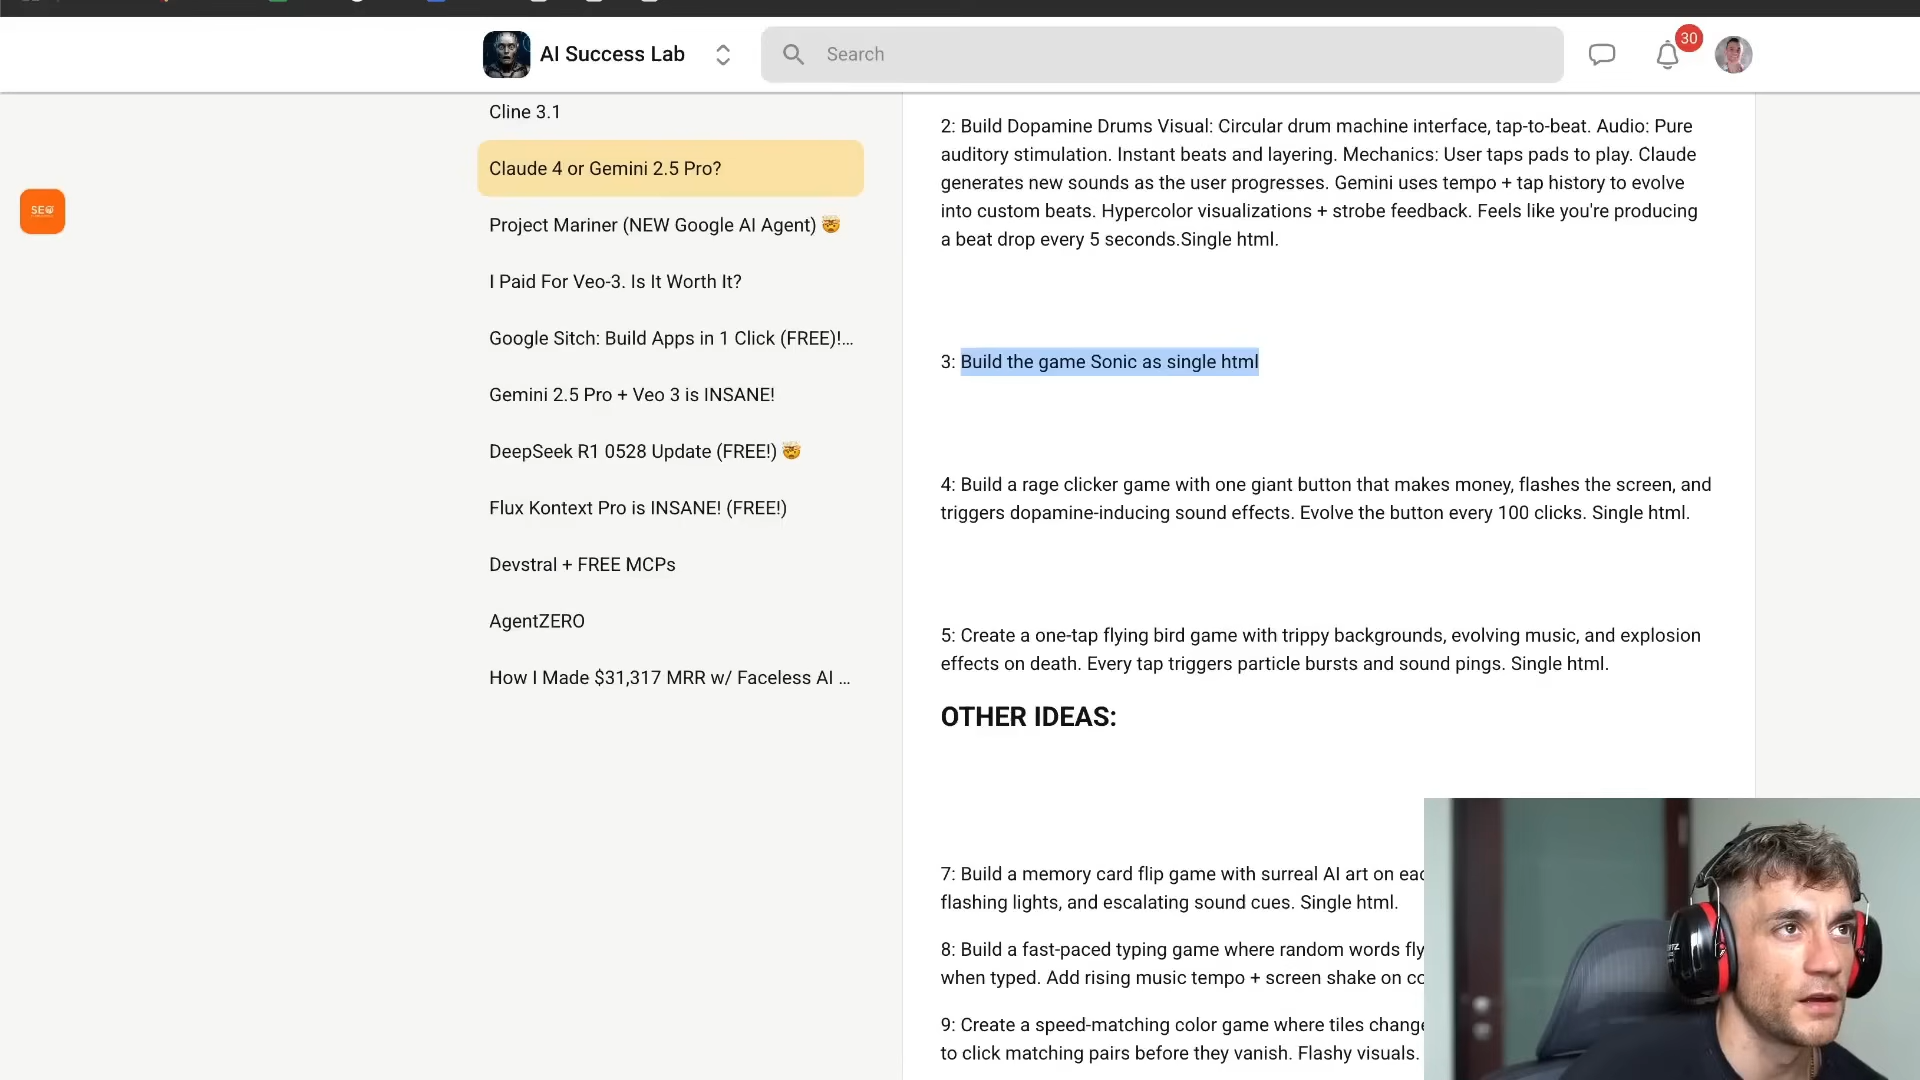 AI Success Lab
Search
30
Cline 3.1
Claude 4 or Gemini 2.5 Pro?
Project Mariner (NEW Google AI Agent) 🤯
I Paid For Veo-3. Is It Worth It?
Google Sitch: Build Apps in 1 Click (FREE)!...
Gemini 2.5 Pro + Veo 3 is INSANE!
DeepSeek R1 0528 Update (FREE!) 🤯
Flux Kontext Pro is INSANE! (FREE!)
Devstral + FREE MCPs
AgentZERO
How I Made $31,317 MRR w/ Faceless AI ...
SEO
2: Build Dopamine Drums Visual: Circular drum machine interface, tap-to-beat. Audio: Pure
auditory stimulation. Instant beats and layering. Mechanics: User taps pads to play. Claude
generates new sounds as the user progresses. Gemini uses tempo + tap history to evolve
into custom beats. Hypercolor visualizations + strobe feedback. Feels like you're producing
a beat drop every 5 seconds.Single html.
3: Build the game Sonic as single html
4: Build a rage clicker game with one giant button that makes money, flashes the screen, and
triggers dopamine-inducing sound effects. Evolve the button every 100 clicks. Single html.
5: Create a one-tap flying bird game with trippy backgrounds, evolving music, and explosion
effects on death. Every tap triggers particle bursts and sound pings. Single html.
OTHER IDEAS:
7: Build a memory card flip game with surreal AI art on eac
flashing lights, and escalating sound cues. Single html.
8: Build a fast-paced typing game where random words fly
when typed. Add rising music tempo + screen shake on co
9: Create a speed-matching color game where tiles change
to click matching pairs before they vanish. Flashy visuals.